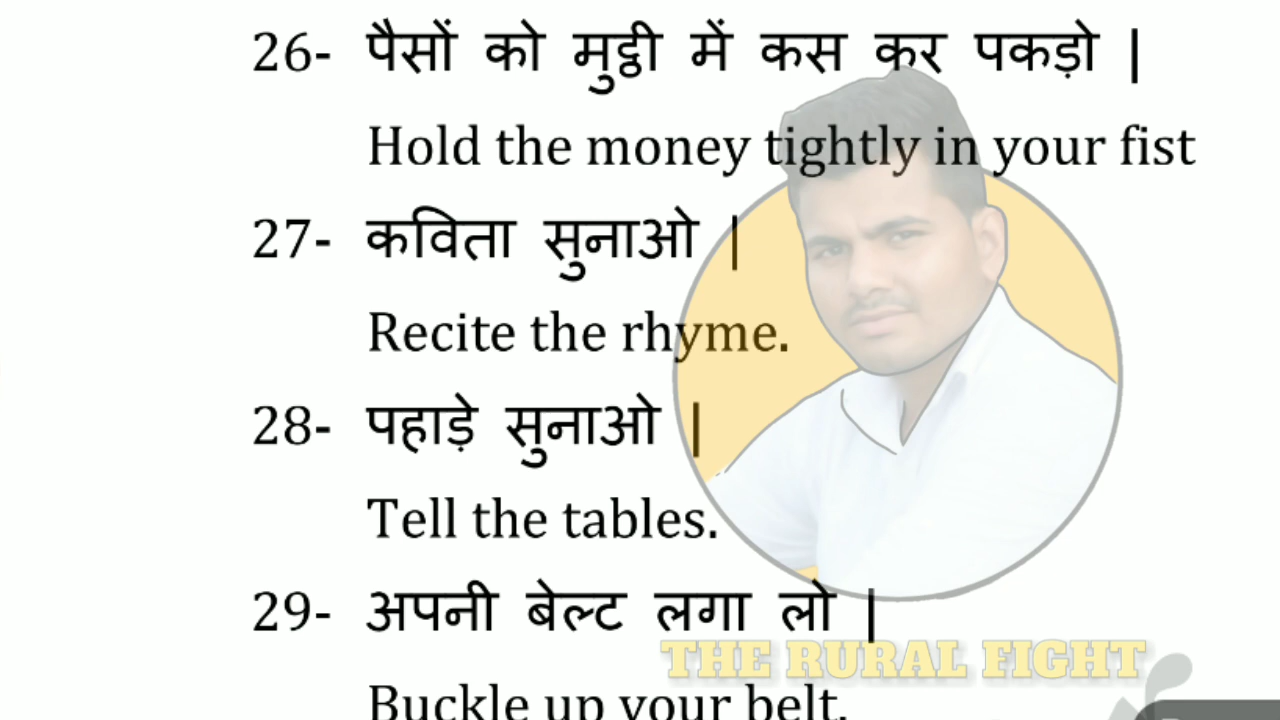 26- पैसों को मुट्ठी में कस कर पकड़ो |
Hold the money tightly in your fist
27- कविता सुनाओ |
Recite the rhyme.
28- पहाड़े सुनाओ |
Tell the tables.
29- अपनी बेल्ट लगा लो |
THE RURAL FIGHT
Buckle up your belt.